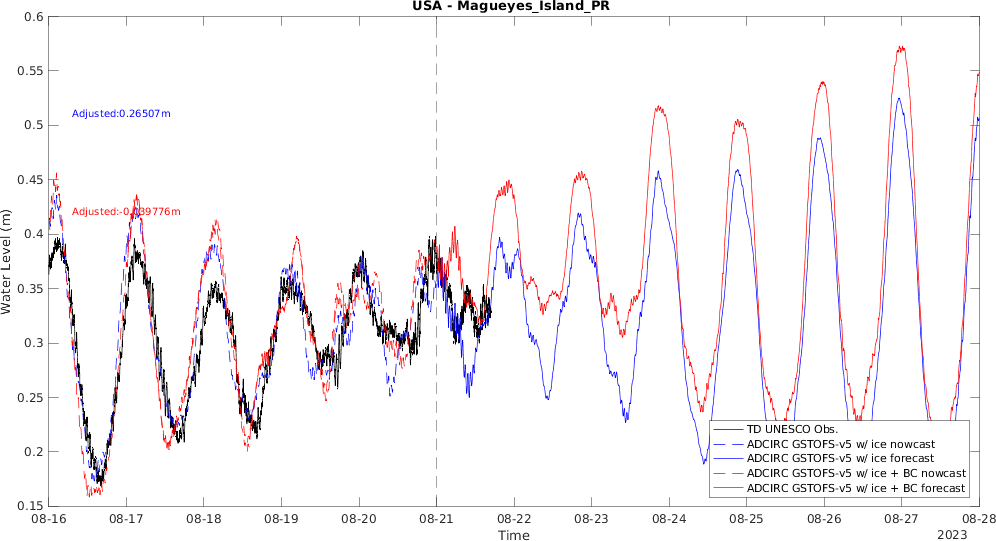 USA - Magueyes_Island_PR
0.6
0.55
0.5
0.45
0.4
0.35
0.3
0.25
0.2
0.15
Water Level (m)
Adjusted:0.26507m
Adjusted:-0.039776m
TD UNESCO Obs.
ADCIRC GSTOFS-v5 w/ ice nowcast
ADCIRC GSTOFS-v5 w/ ice forecast
ADCIRC GSTOFS-v5 w/ ice + BC nowcast
ADCIRC GSTOFS-v5 w/ ice + BC forecast
08-16 08-17 08-18 08-19 08-20 08-21 08-22 08-23 08-24 08-25 08-26 08-27 08-28
Time
2023